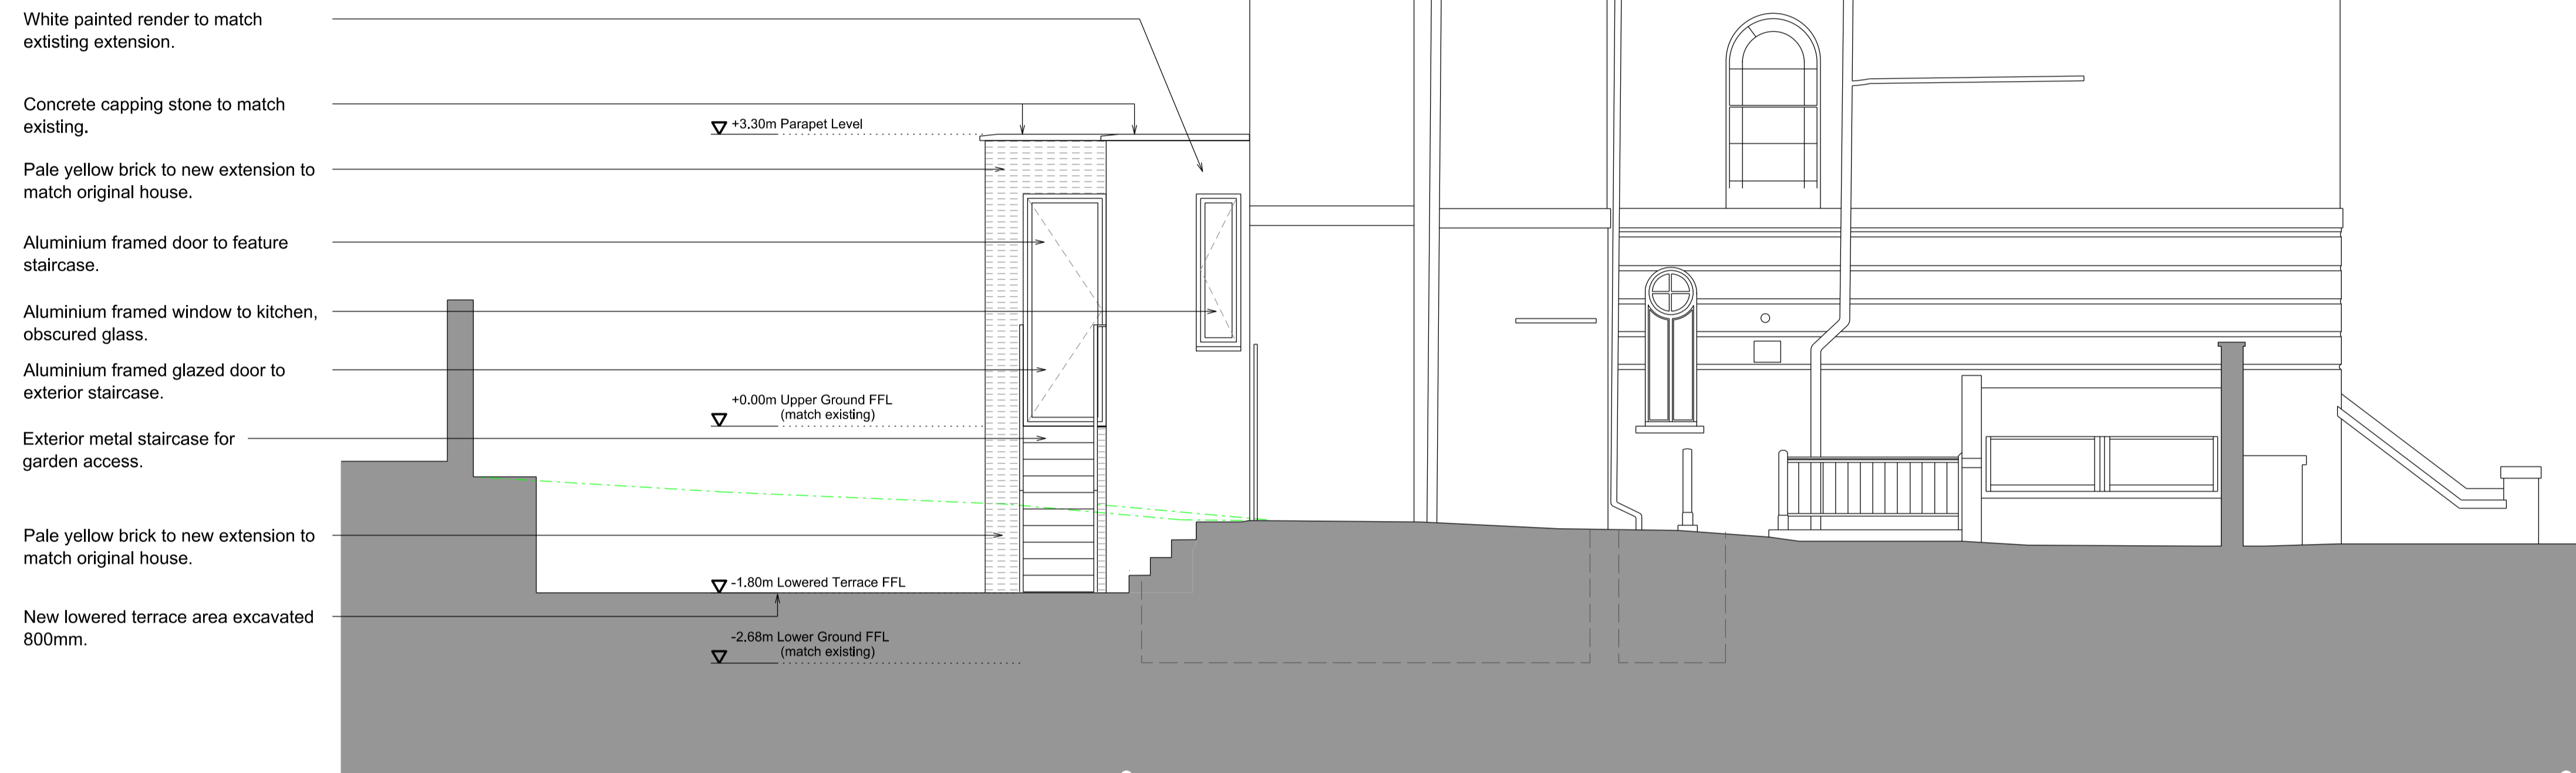 White painted render to match
extisting extension.
Concrete capping stone to match
existing.
Pale yellow brick to new extension to
match original house.
Aluminium framed door to feature
staircase.
Aluminium framed window to kitchen,
obscured glass.
Aluminium framed glazed door to
exterior staircase.
Exterior metal staircase for
garden access.
Pale yellow brick to new extension to
match original house.
New lowered terrace area excavated
800mm.
+3.30m Parapet Level
+0.00m Upper Ground FFL
(match existing)
-1.80m Lowered Terrace FFL
-2.68m Lower Ground FFL
(match existing)